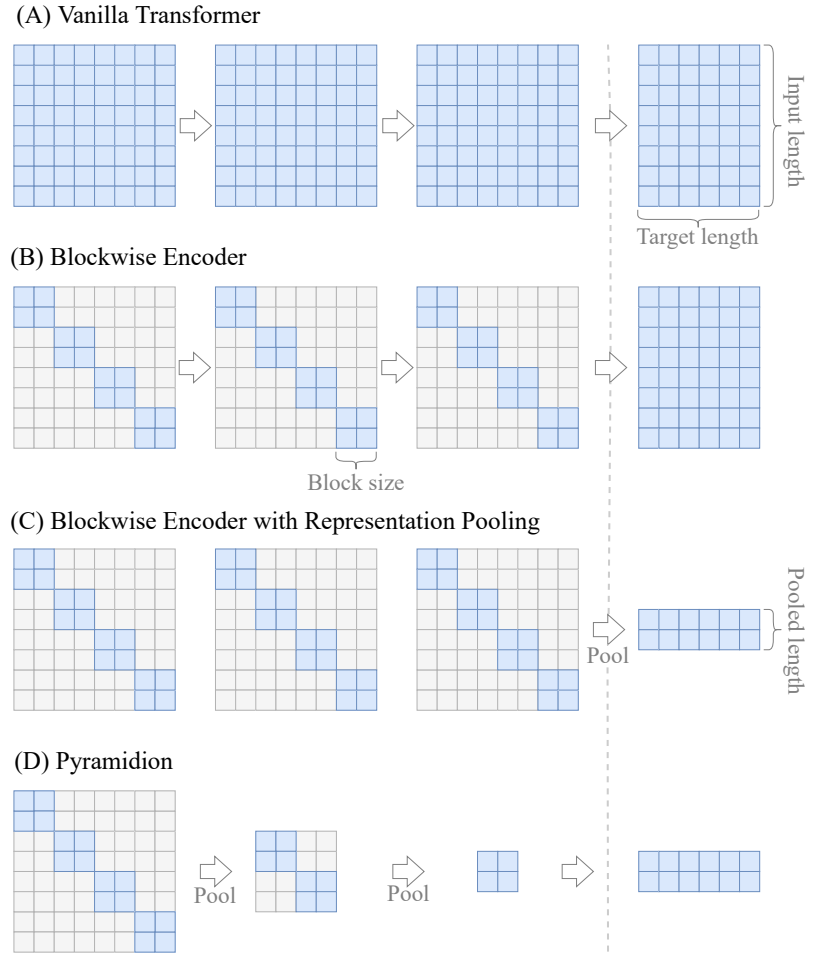 (A) Vanilla Transformer
Input length
Target length
(B) Blockwise Encoder
Block size
(C) Blockwise Encoder with Representation Pooling
Pool
Pooled length
(D) Pyramidion
Pool
Pool